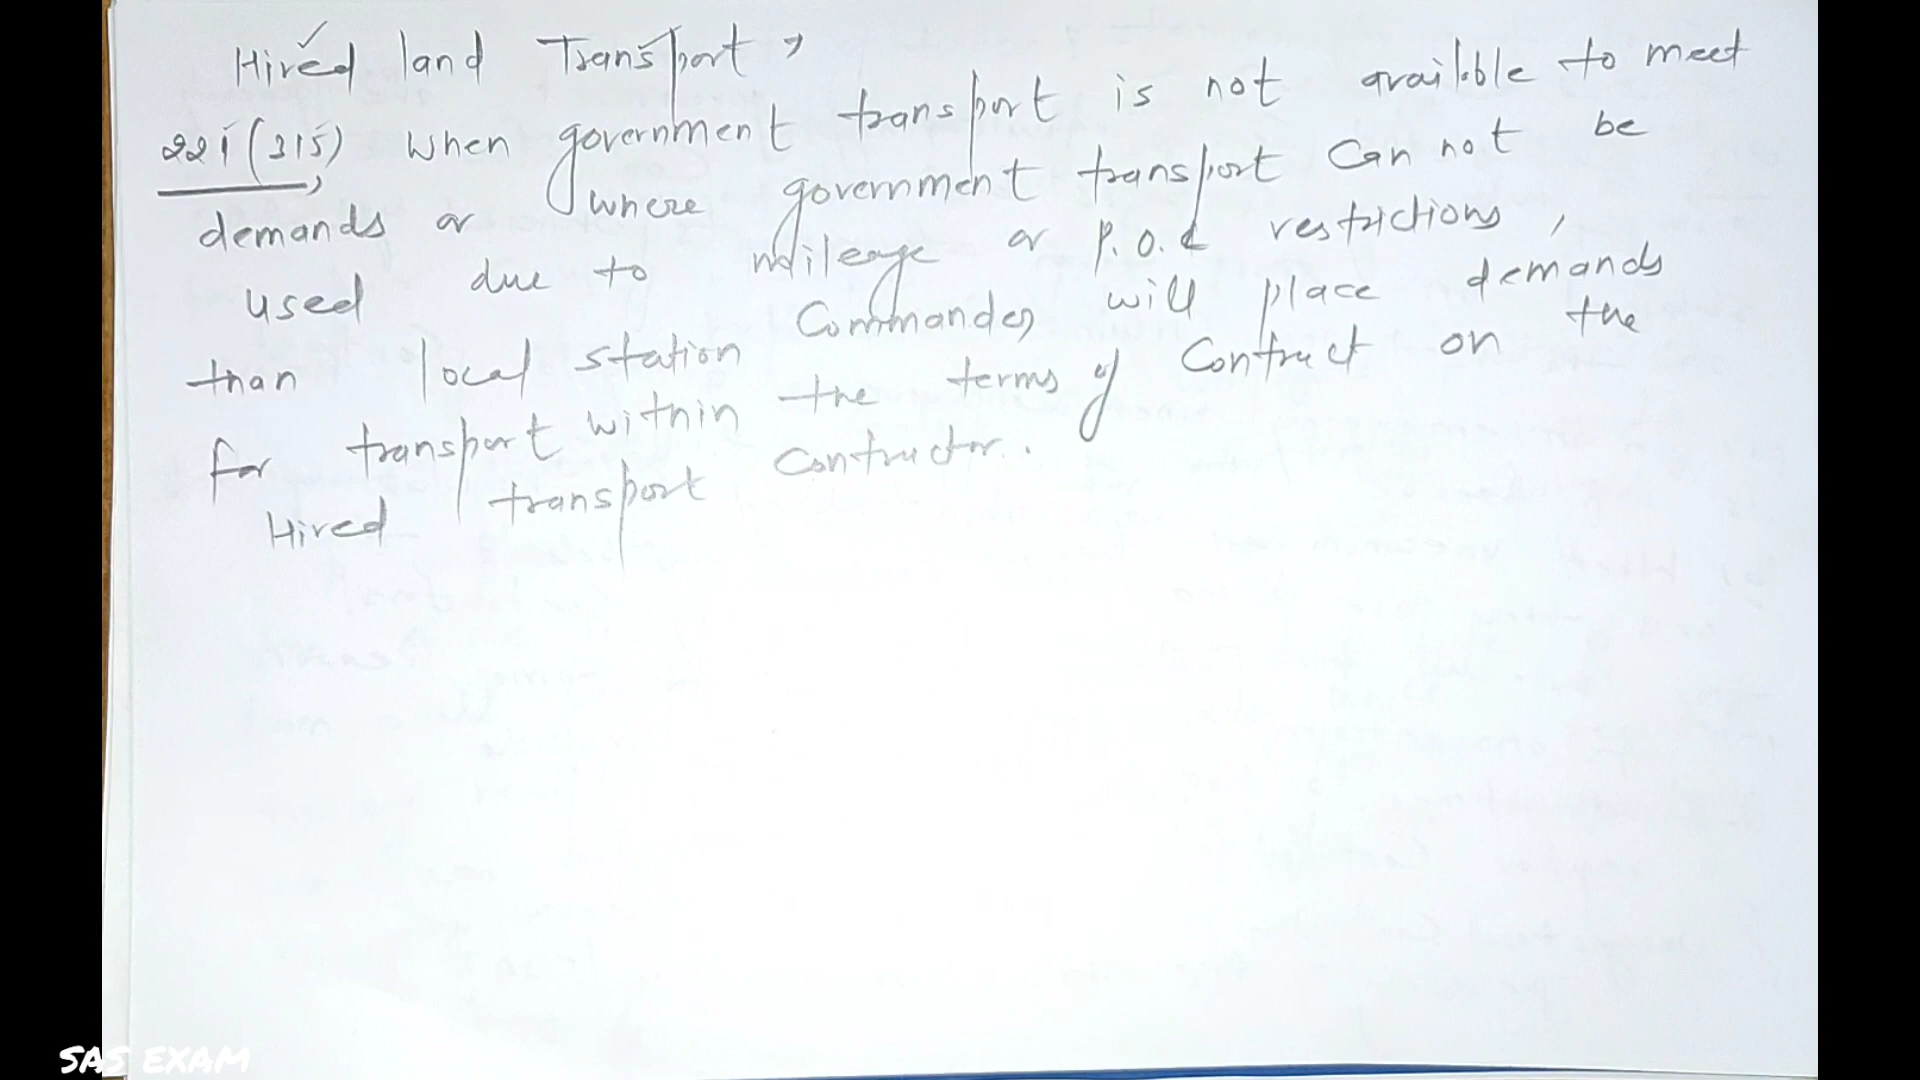 Hired land Transport,
221 (315) When government transport is not available to meet
demands or where government transport can not be
used due to mileage or P.O.L restrictions,
than local station Commander will place demands
for transport within the terms of Contract on the
Hired transport Contractor.
SAS EXAM